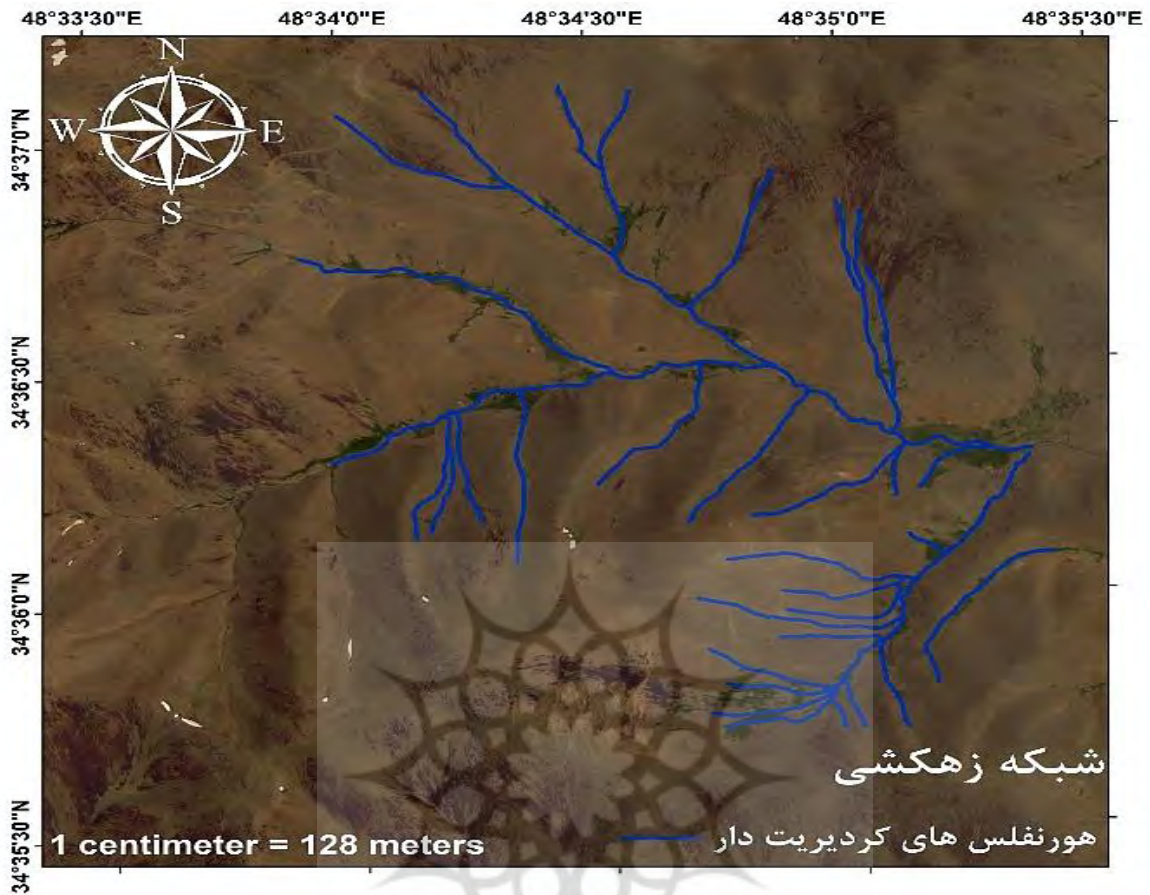 48°33'30"E 48°34'0"E 48°34'30"E 48°35'0"E 48°35'30"E
N
W E
S
34°37'0"N
34°36'30"N
34°36'0"N
34°35'30"N
شبکه زهکشی
هورنفلس های کردیریت دار
1 centimeter = 128 meters